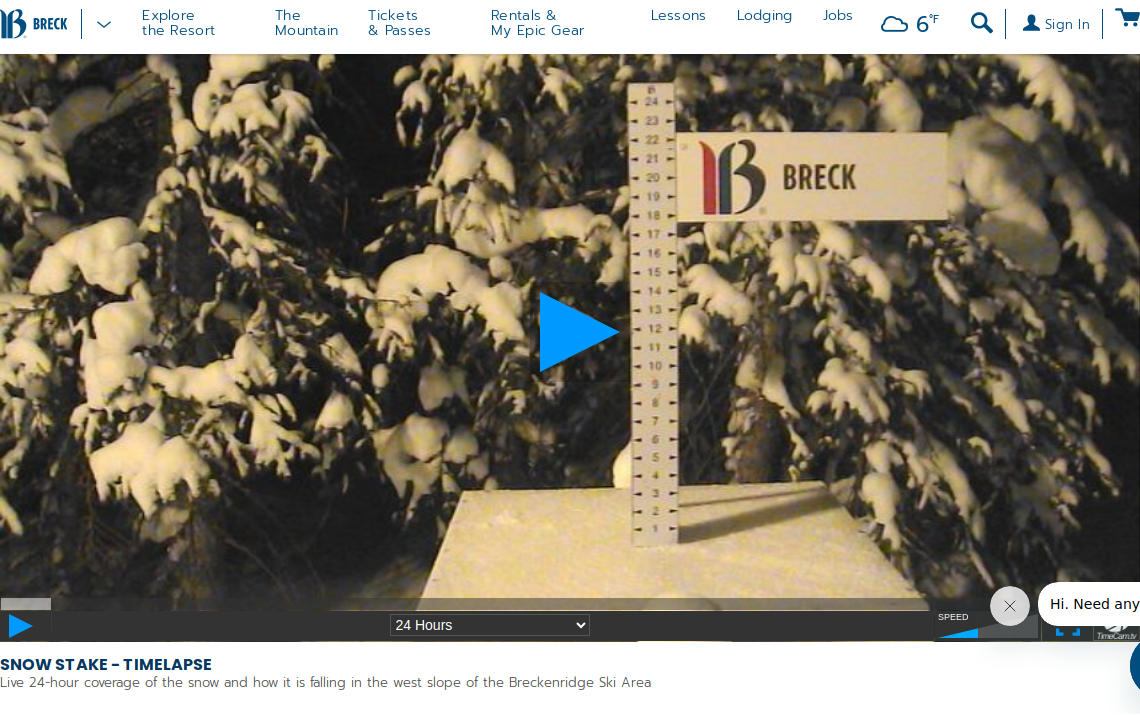 BRECK
Explore
the Resort
The
Mountain
Tickets
& Passes
Rentals &
My Epic Gear
Lessons
Lodging
Jobs
6°F
Sign In
24
23
22
21
20
19
18
17
16
15
14
13
12
11
10
9
8
7
6
5
4
3
2
1
B BRECK
24 Hours
SPEED
TimeCam.tv
Hi. Need any
SNOW STAKE - TIMELAPSE
Live 24-hour coverage of the snow and how it is falling in the west slope of the Breckenridge Ski Area